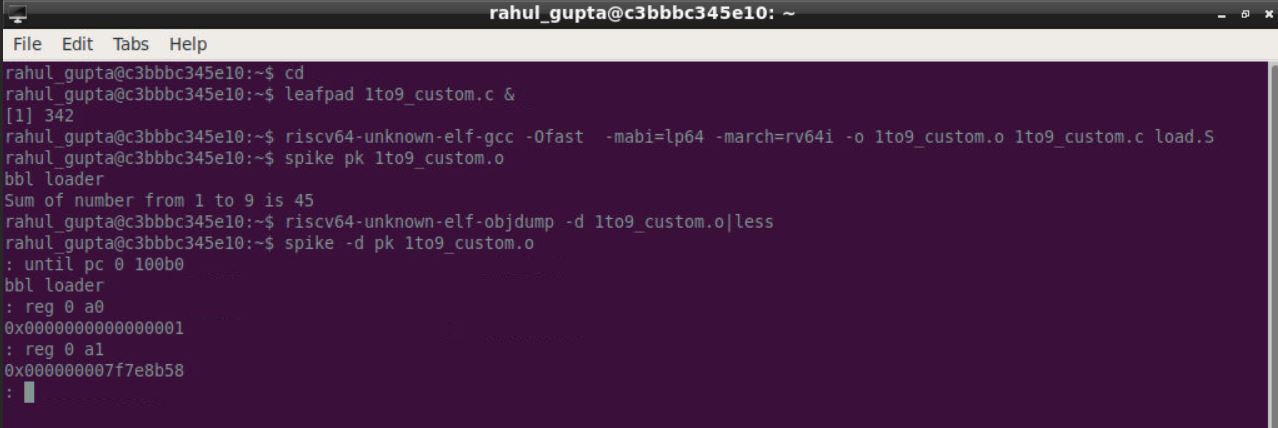 rahul_gupta@c3bbbc345e10: ~
File Edit Tabs Help
rahul_gupta@c3bbbc345e10:~$ cd
rahul_gupta@c3bbbc345e10:~$ leafpad 1to9_custom.c &
[1] 342
rahul_gupta@c3bbbc345e10:~$ riscv64-unknown-elf-gcc -Ofast  -mabi=lp64 -march=rv64i -o 1to9_custom.o 1to9_custom.c load.S
rahul_gupta@c3bbbc345e10:~$ spike pk 1to9_custom.o
bbl loader
Sum of number from 1 to 9 is 45
rahul_gupta@c3bbbc345e10:~$ riscv64-unknown-elf-objdump -d 1to9_custom.o|less
rahul_gupta@c3bbbc345e10:~$ spike -d pk 1to9_custom.o
: until pc 0 100b0
bbl loader
: reg 0 a0
0x0000000000000001
: reg 0 a1
0x000000007f7e8b58
: